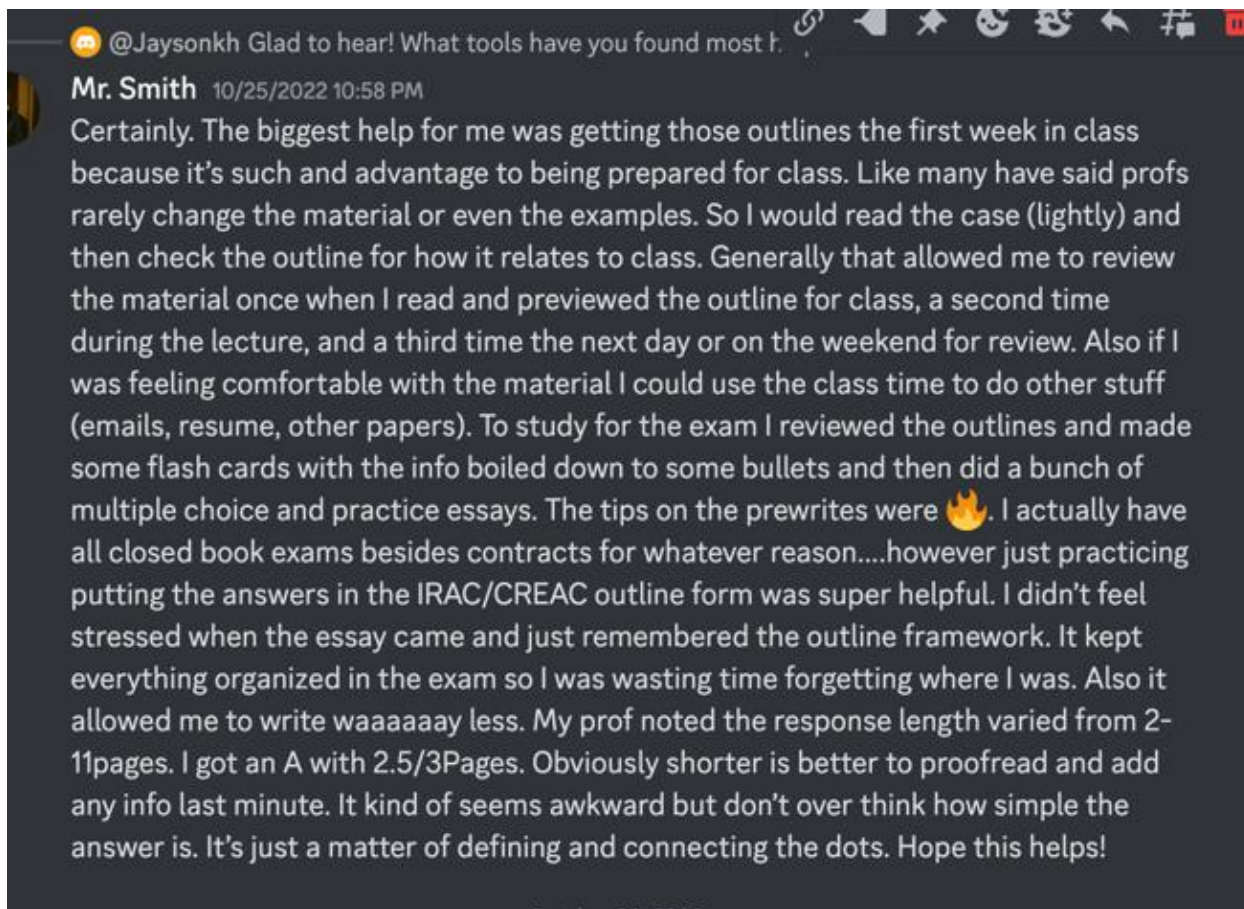 @Jaysonkh Glad to hear! What tools have you found most
Mr. Smith 10/25/2022 10:58 PM
Certainly. The biggest help for me was getting those outlines the first week in class
because it's such and advantage to being prepared for class. Like many have said profs
rarely change the material or even the examples. So I would read the case (lightly) and
then check the outline for how it relates to class. Generally that allowed me to review
the material once when I read and previewed the outline for class, a second time
during the lecture, and a third time the next day or on the weekend for review. Also if I
was feeling comfortable with the material I could use the class time to do other stuff
(emails, resume, other papers). To study for the exam I reviewed the outlines and made
some flash cards with the info boiled down to some bullets and then did a bunch of
multiple choice and practice essays. The tips on the prewrites were 🔥. I actually have
all closed book exams besides contracts for whatever reason....however just practicing
putting the answers in the IRAC/CREAC outline form was super helpful. I didn't feel
stressed when the essay came and just remembered the outline framework. It kept
everything organized in the exam so I was wasting time forgetting where I was. Also it
allowed me to write waaaaaay less. My prof noted the response length varied from 2-
11pages. I got an A with 2.5/3Pages. Obviously shorter is better to proofread and add
any info last minute. It kind of seems awkward but don't over think how simple the
answer is. It's just a matter of defining and connecting the dots. Hope this helps!